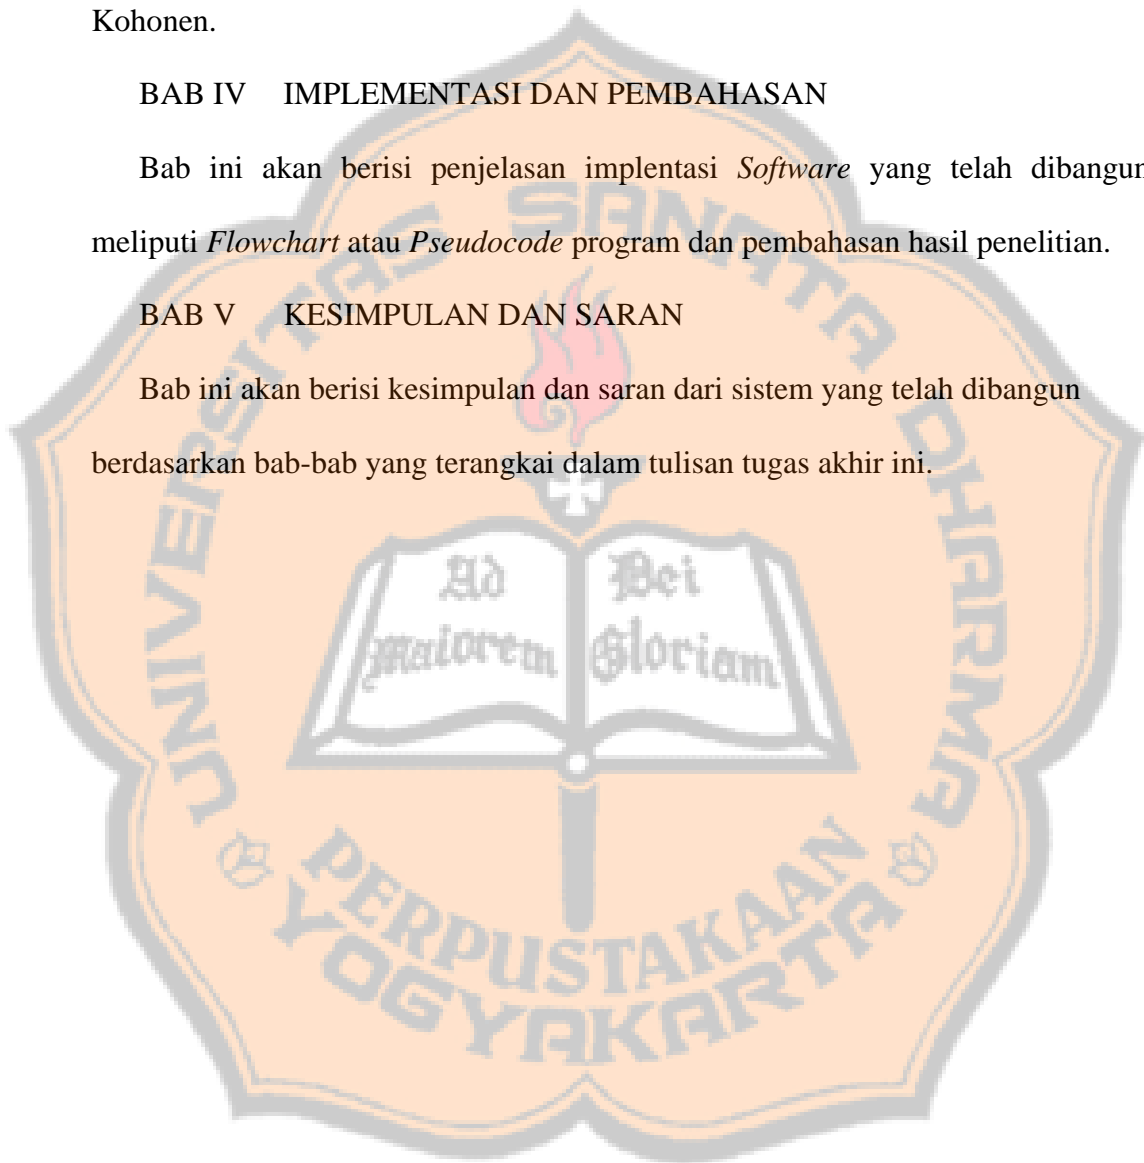 Kohonen.
BAB IV IMPLEMENTASI DAN PEMBAHASAN
Bab ini akan berisi penjelasan implentasi Software yang telah dibangun
meliputi Flowchart atau Pseudocode program dan pembahasan hasil penelitian.
BAB V KESIMPULAN DAN SARAN
Bab ini akan berisi kesimpulan dan saran dari sistem yang telah dibangun
berdasarkan bab-bab yang terangkai dalam tulisan tugas akhir ini.
UNIVERSITAS SANATA DHARMA
Ad Dei
Maiorem Gloriam
PERPUSTAKAAN
YOGYAKARTA